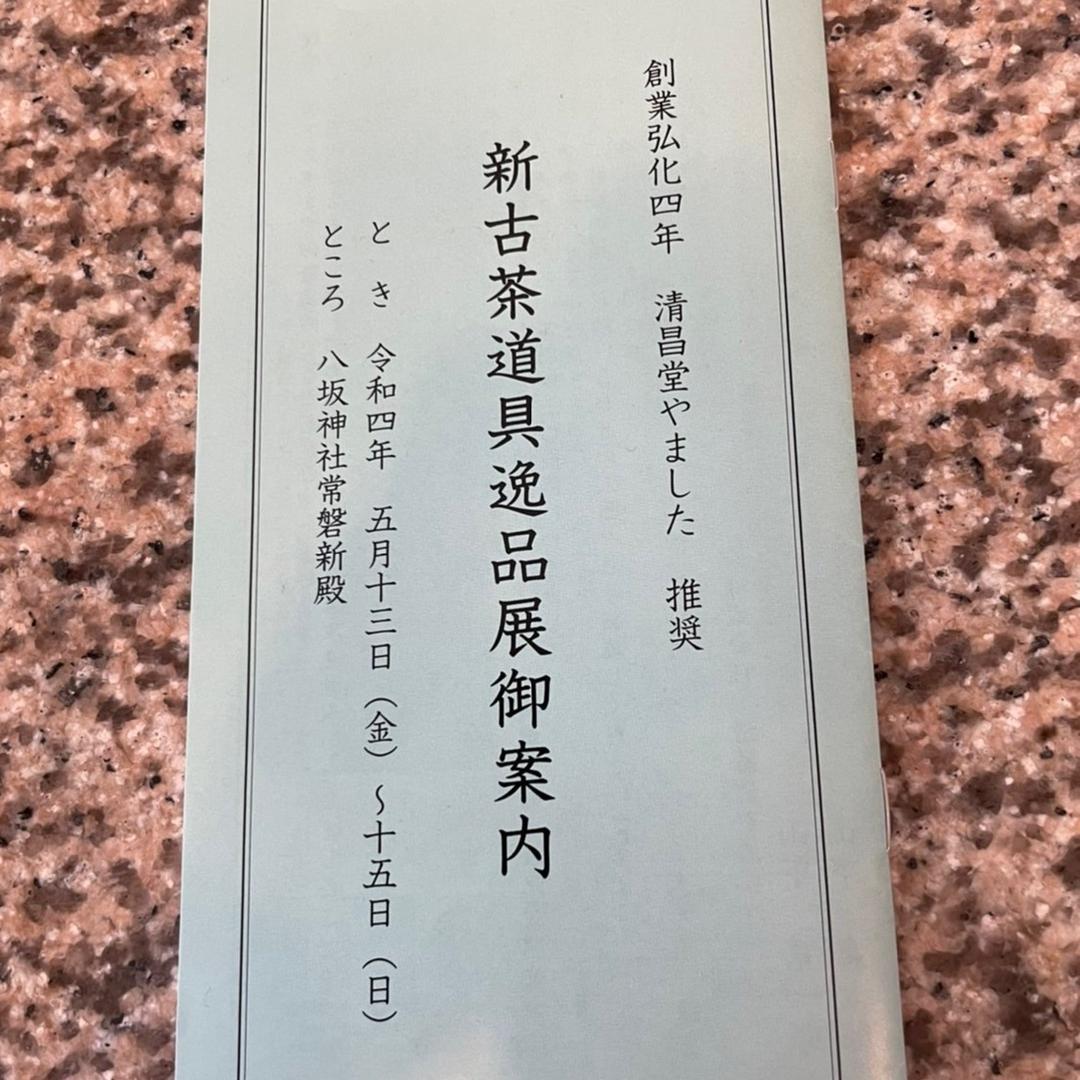 創業弘化四年　清昌堂やました　推奨
新古茶道具逸品展御案内
とき　令和四年　五月十三日（金）～十五日（日）
ところ　八坂神社常磐新殿